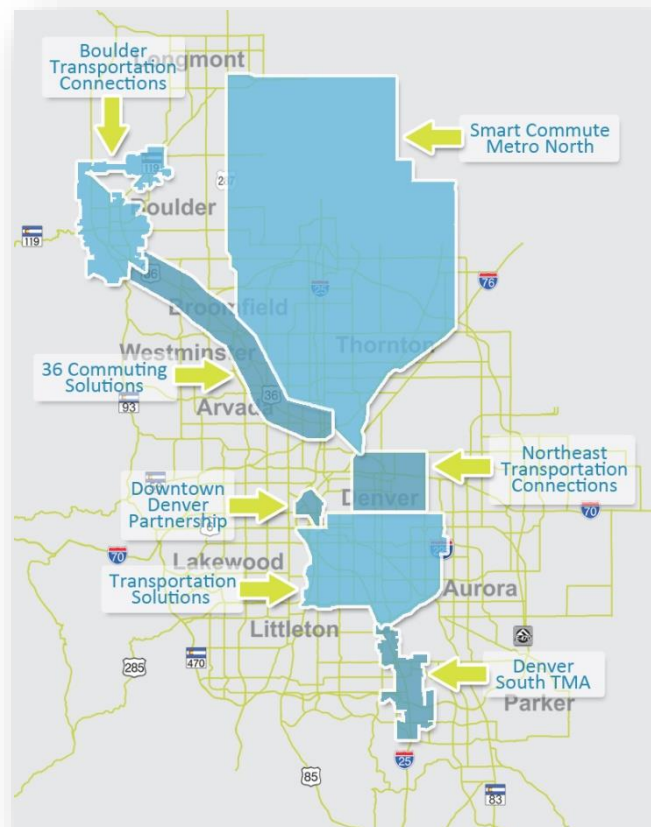 Longmont
Boulder
Transportation
Connections
Smart Commute
Metro North
119
287
Boulder
119
36
25
76
Broomfield
Thornton
Westminster
36 Commuting
Solutions
36
Arvada
93
Northeast
Transportation
Connections
Downtown
Denver
Partnership
Denver
6
70
70
Lakewood
Transportation
Solutions
Aurora
Littleton
285
470
Denver
South TMA
Parker
25
85
83